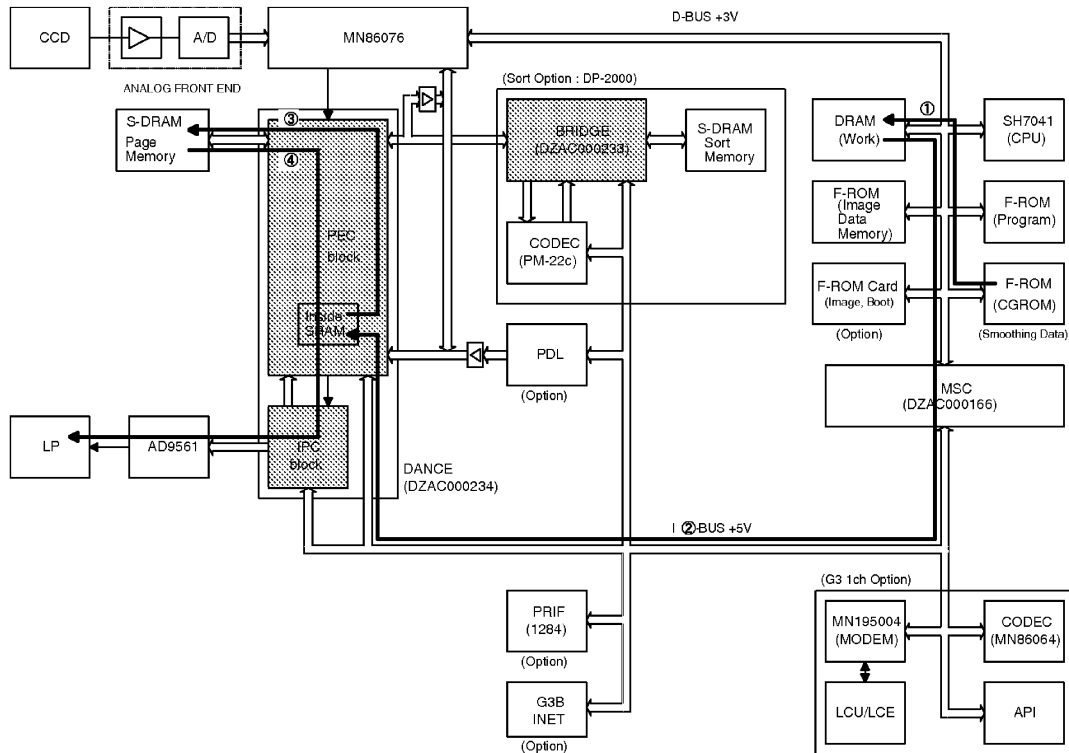 D-BUS +3V
CCD
A/D
MN86076
ANALOG FRONT END
(Sort Option : DP-2000)
S-DRAM
Page
Memory
③
④
BRIDGE
(DZAC000233)
S-DRAM
Sort
Memory
DRAM
(Work)
①
SH7041
(CPU)
F-ROM
(Image
Data
Memory)
F-ROM
(Program)
PEC
block
CODEC
(PM-22c)
F-ROM Card
(Image, Boot)
(Option)
F-ROM
(CGROM)
(Smoothing Data)
Inside
SRAM
PDL
(Option)
MSC
(DZAC000166)
LP
AD9561
IPC
block
DANCE
(DZAC000234)
I ②-BUS +5V
(G3 1ch Option)
PRIF
(1284)
(Option)
MN195004
(MODEM)
CODEC
(MN86064)
G3B
INET
(Option)
LCU/LCE
API